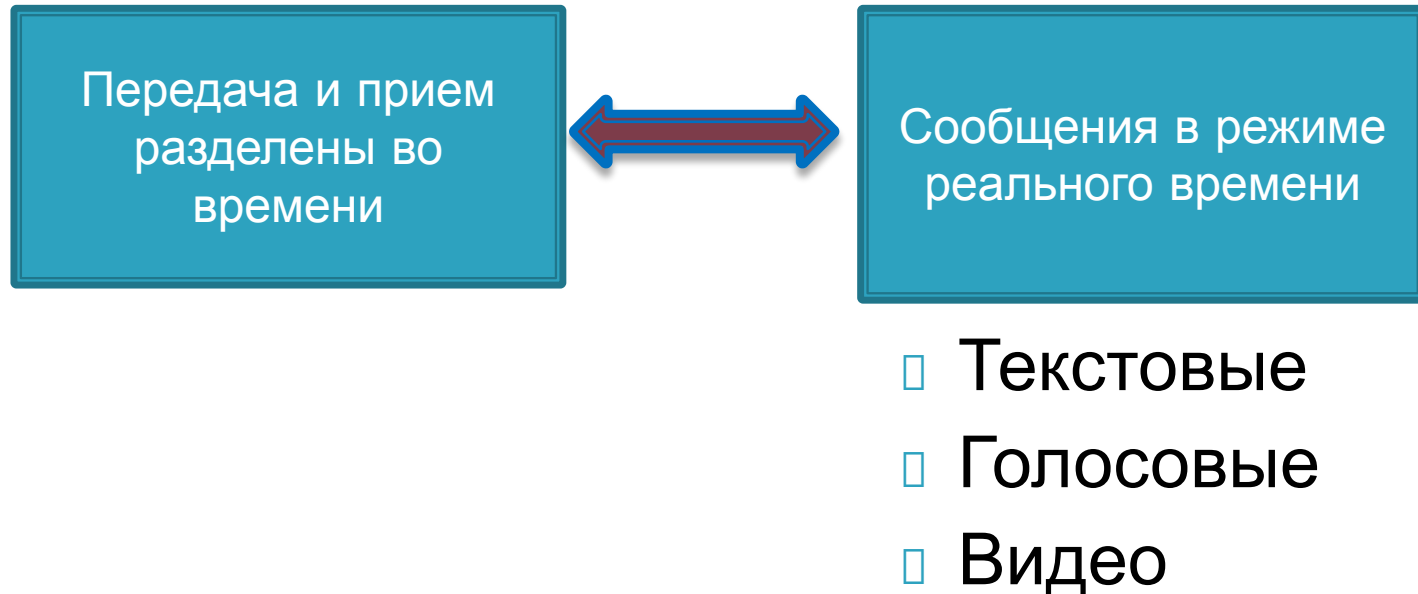 Передача и прием
разделены во
времени
Сообщения в режиме
реального времени
Текстовые
Голосовые
Видео